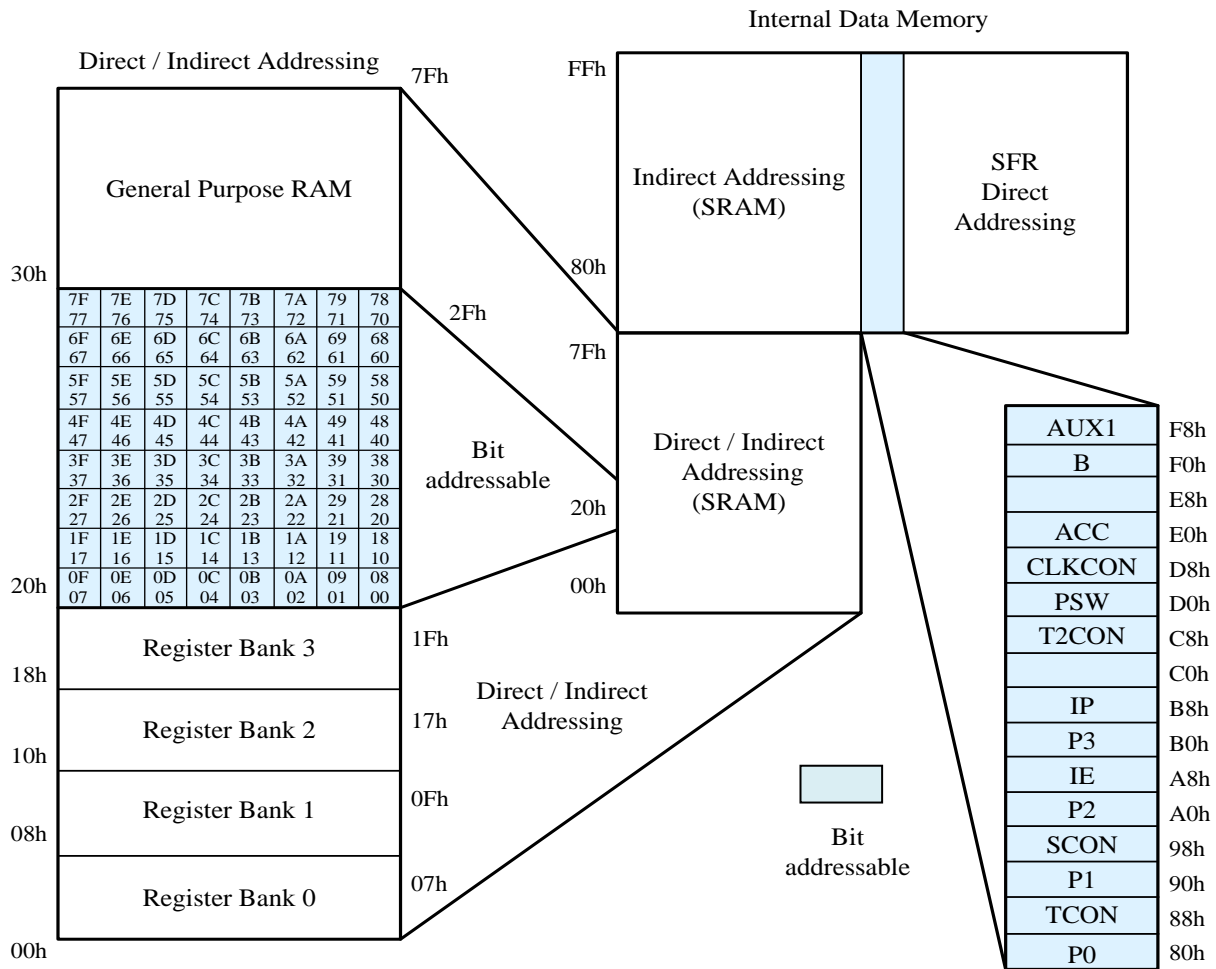 Internal Data Memory
Direct / Indirect Addressing
7Fh
General Purpose RAM
30h
7F 7E 7D 7C 7B 7A 79 78
77 76 75 74 73 72 71 70
6F 6E 6D 6C 6B 6A 69 68
67 66 65 64 63 62 61 60
5F 5E 5D 5C 5B 5A 59 58
57 56 55 54 53 52 51 50
4F 4E 4D 4C 4B 4A 49 48
47 46 45 44 43 42 41 40
3F 3E 3D 3C 3B 3A 39 38
37 36 35 34 33 32 31 30
2F 2E 2D 2C 2B 2A 29 28
27 26 25 24 23 22 21 20
1F 1E 1D 1C 1B 1A 19 18
17 16 15 14 13 12 11 10
0F 0E 0D 0C 0B 0A 09 08
07 06 05 04 03 02 01 00
2Fh
Bit
addressable
20h
Register Bank 3
1Fh
18h
Register Bank 2
17h
10h
Register Bank 1
0Fh
08h
Register Bank 0
07h
00h
Direct / Indirect
Addressing
FFh
Indirect Addressing
(SRAM)
80h
SFR
Direct
Addressing
7Fh
Direct / Indirect
Addressing
(SRAM)
20h
00h
Bit
addressable
AUX1 F8h
B F0h
E8h
ACC E0h
CLKCON D8h
PSW D0h
T2CON C8h
C0h
IP B8h
P3 B0h
IE A8h
P2 A0h
SCON 98h
P1 90h
TCON 88h
P0 80h